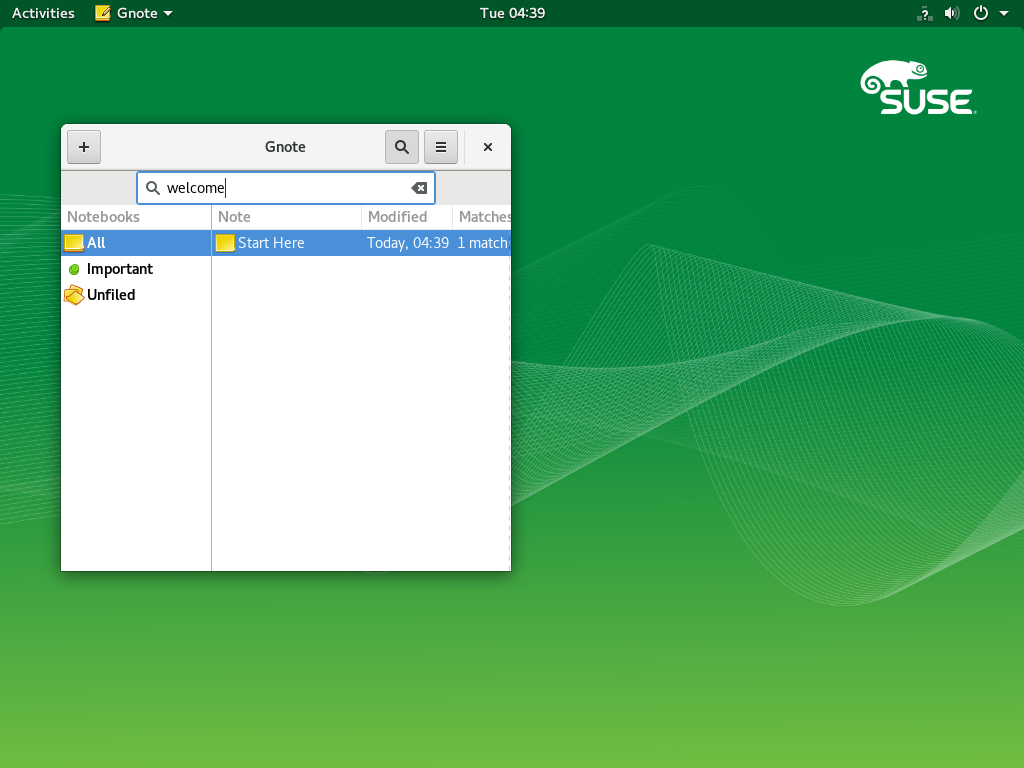 Activities Gnote Tue 04:39 ?
SUSE
Gnote
welcome
Notebooks Note Modified Matches
All Start Here Today, 04:39 1 match
Important
Unfiled